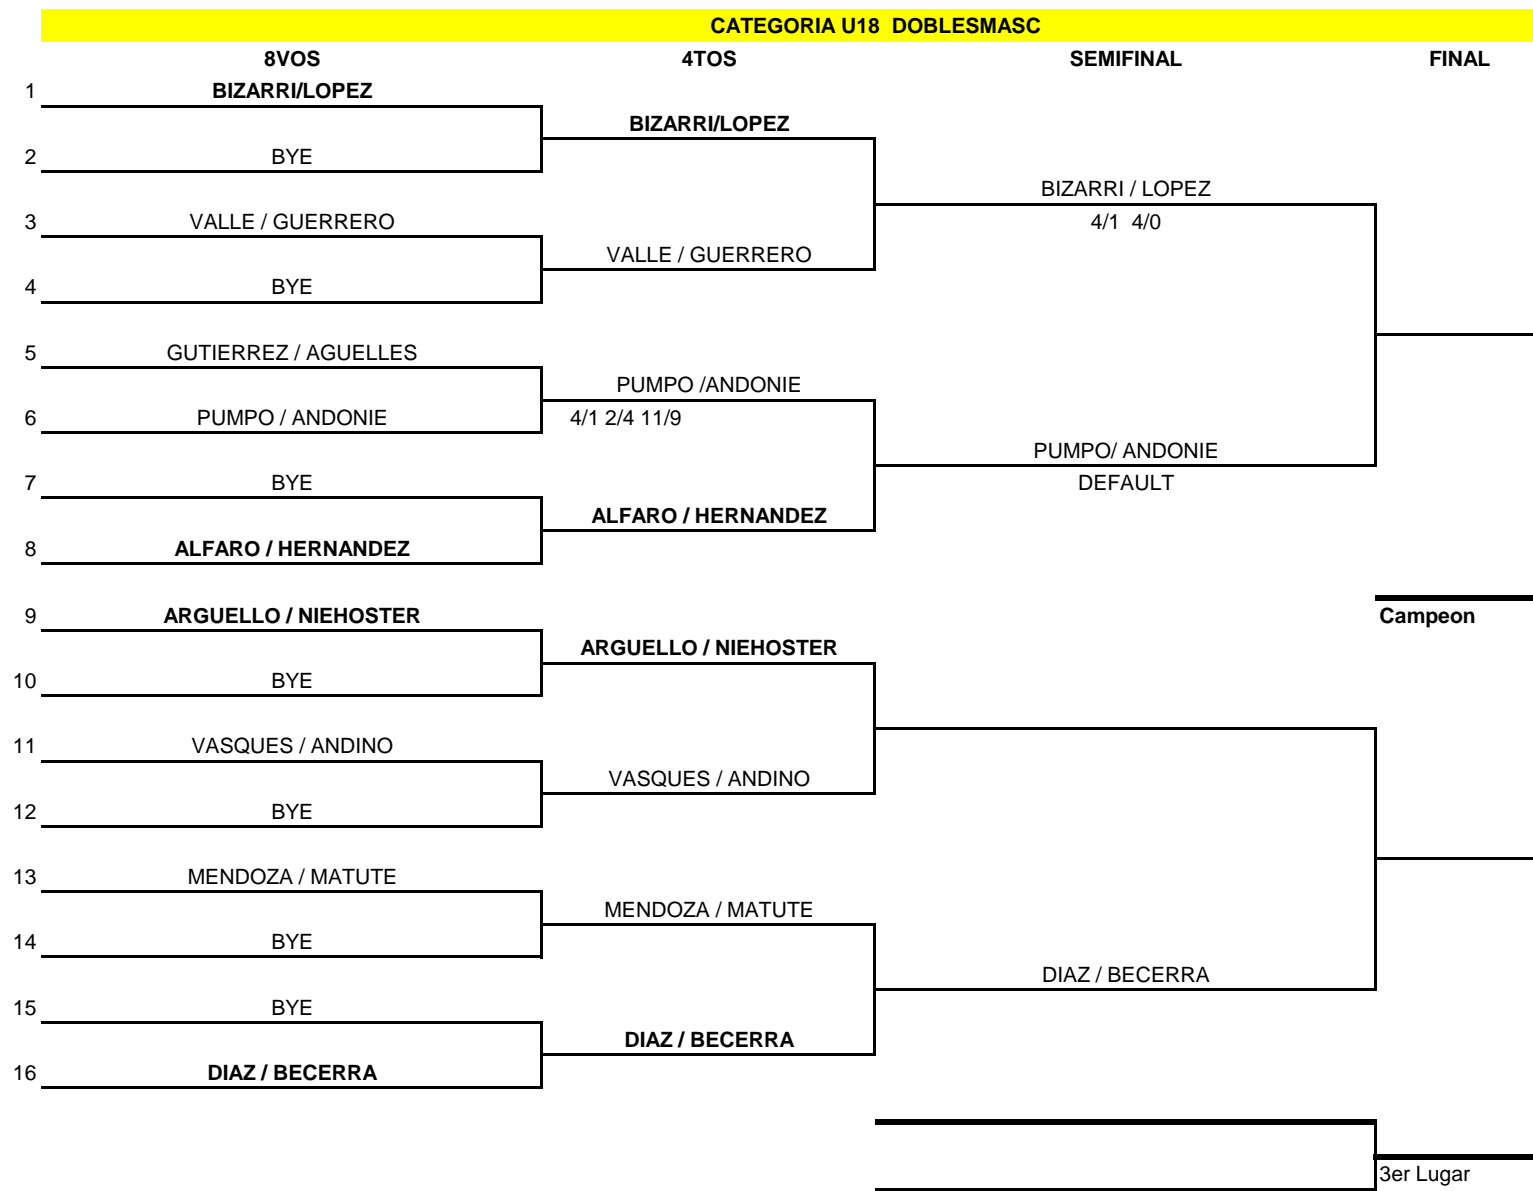 CATEGORIA U18 DOBLESMASC
8VOS 4TOS SEMIFINAL FINAL
1 BIZARRI/LOPEZ
BIZARRI/LOPEZ
2 BYE
BIZARRI / LOPEZ
3 VALLE / GUERRERO 4/1 4/0
VALLE / GUERRERO
4 BYE
5 GUTIERREZ / AGUELLES
PUMPO /ANDONIE
6 PUMPO / ANDONIE 4/1 2/4 11/9
PUMPO/ ANDONIE
7 BYE DEFAULT
ALFARO / HERNANDEZ
8 ALFARO / HERNANDEZ
9 ARGUELLO / NIEHOSTER Campeon
ARGUELLO / NIEHOSTER
10 BYE
11 VASQUES / ANDINO
VASQUES / ANDINO
12 BYE
13 MENDOZA / MATUTE
MENDOZA / MATUTE
14 BYE
DIAZ / BECERRA
15 BYE
DIAZ / BECERRA
16 DIAZ / BECERRA
3er Lugar